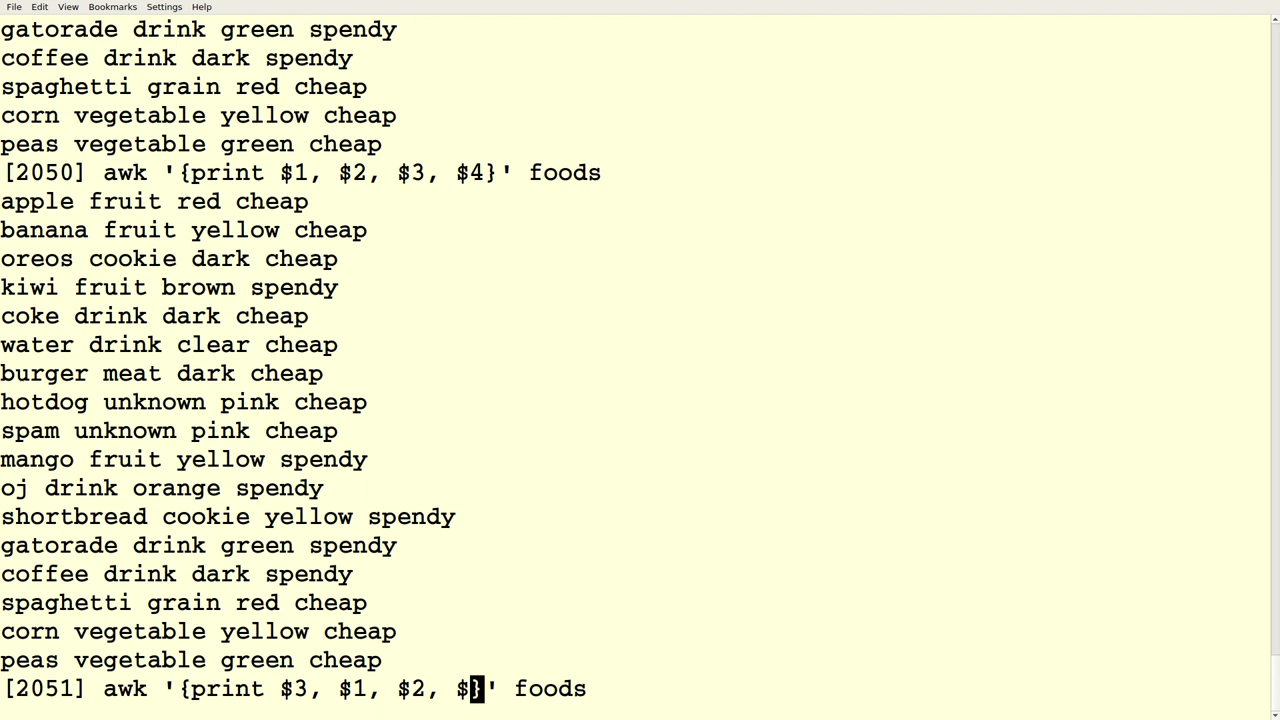 File Edit View Bookmarks Settings Help
gatorade drink green spendy
coffee drink dark spendy
spaghetti grain red cheap
corn vegetable yellow cheap
peas vegetable green cheap
[2050] awk '{print $1, $2, $3, $4}' foods
apple fruit red cheap
banana fruit yellow cheap
oreos cookie dark cheap
kiwi fruit brown spendy
coke drink dark cheap
water drink clear cheap
burger meat dark cheap
hotdog unknown pink cheap
spam unknown pink cheap
mango fruit yellow spendy
oj drink orange spendy
shortbread cookie yellow spendy
gatorade drink green spendy
coffee drink dark spendy
spaghetti grain red cheap
corn vegetable yellow cheap
peas vegetable green cheap
[2051] awk '{print $3, $1, $2, $}' foods